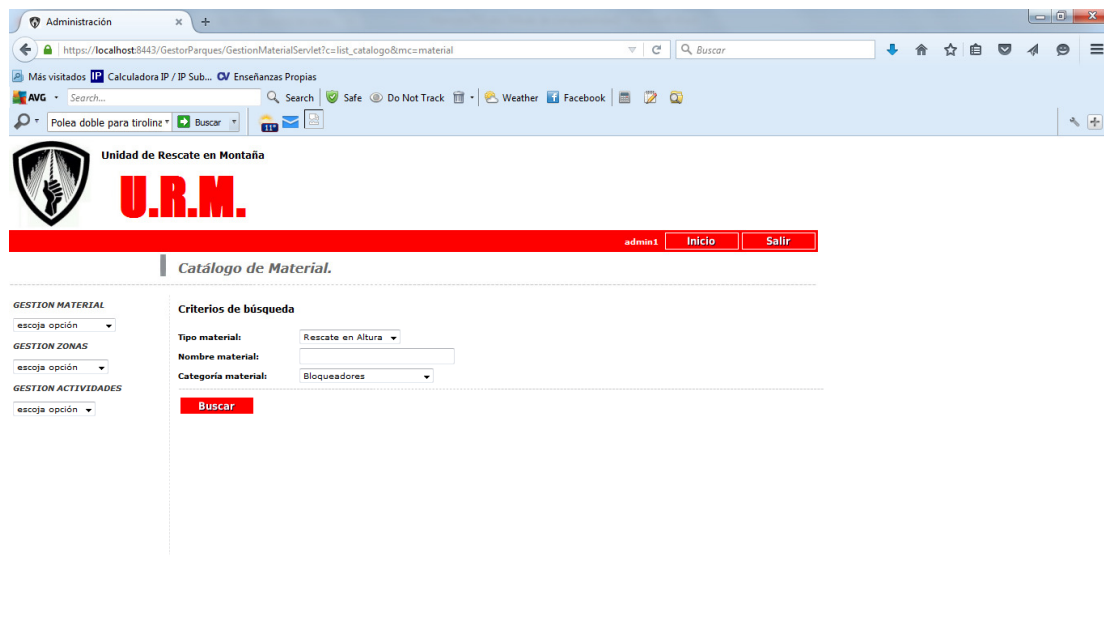 Administración
https://localhost:8443/GestorParques/GestionMaterialServlet?c=list_catalogo&mc=material
Buscar
Más visitados IP Calculadora IP / IP Sub... CV Enseñanzas Propias
AVG Search... Search Safe Do Not Track Weather Facebook
Polea doble para tirolina Buscar 11°
Unidad de Rescate en Montaña
U.R.M.
admin1 Inicio Salir
Catálogo de Material.
GESTION MATERIAL
escoja opción
GESTION ZONAS
escoja opción
GESTION ACTIVIDADES
escoja opción
Criterios de búsqueda
Tipo material: Rescate en Altura
Nombre material:
Categoría material: Bloqueadores
Buscar